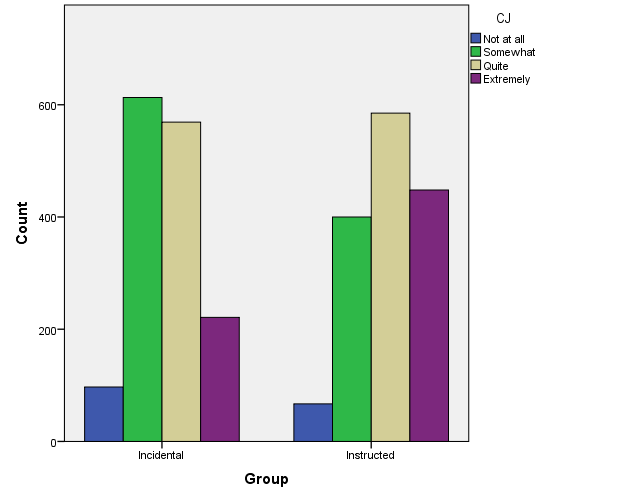 CJ
Not at all
Somewhat
Quite
Extremely
600
400
200
0
Count
Incidental
Instructed
Group